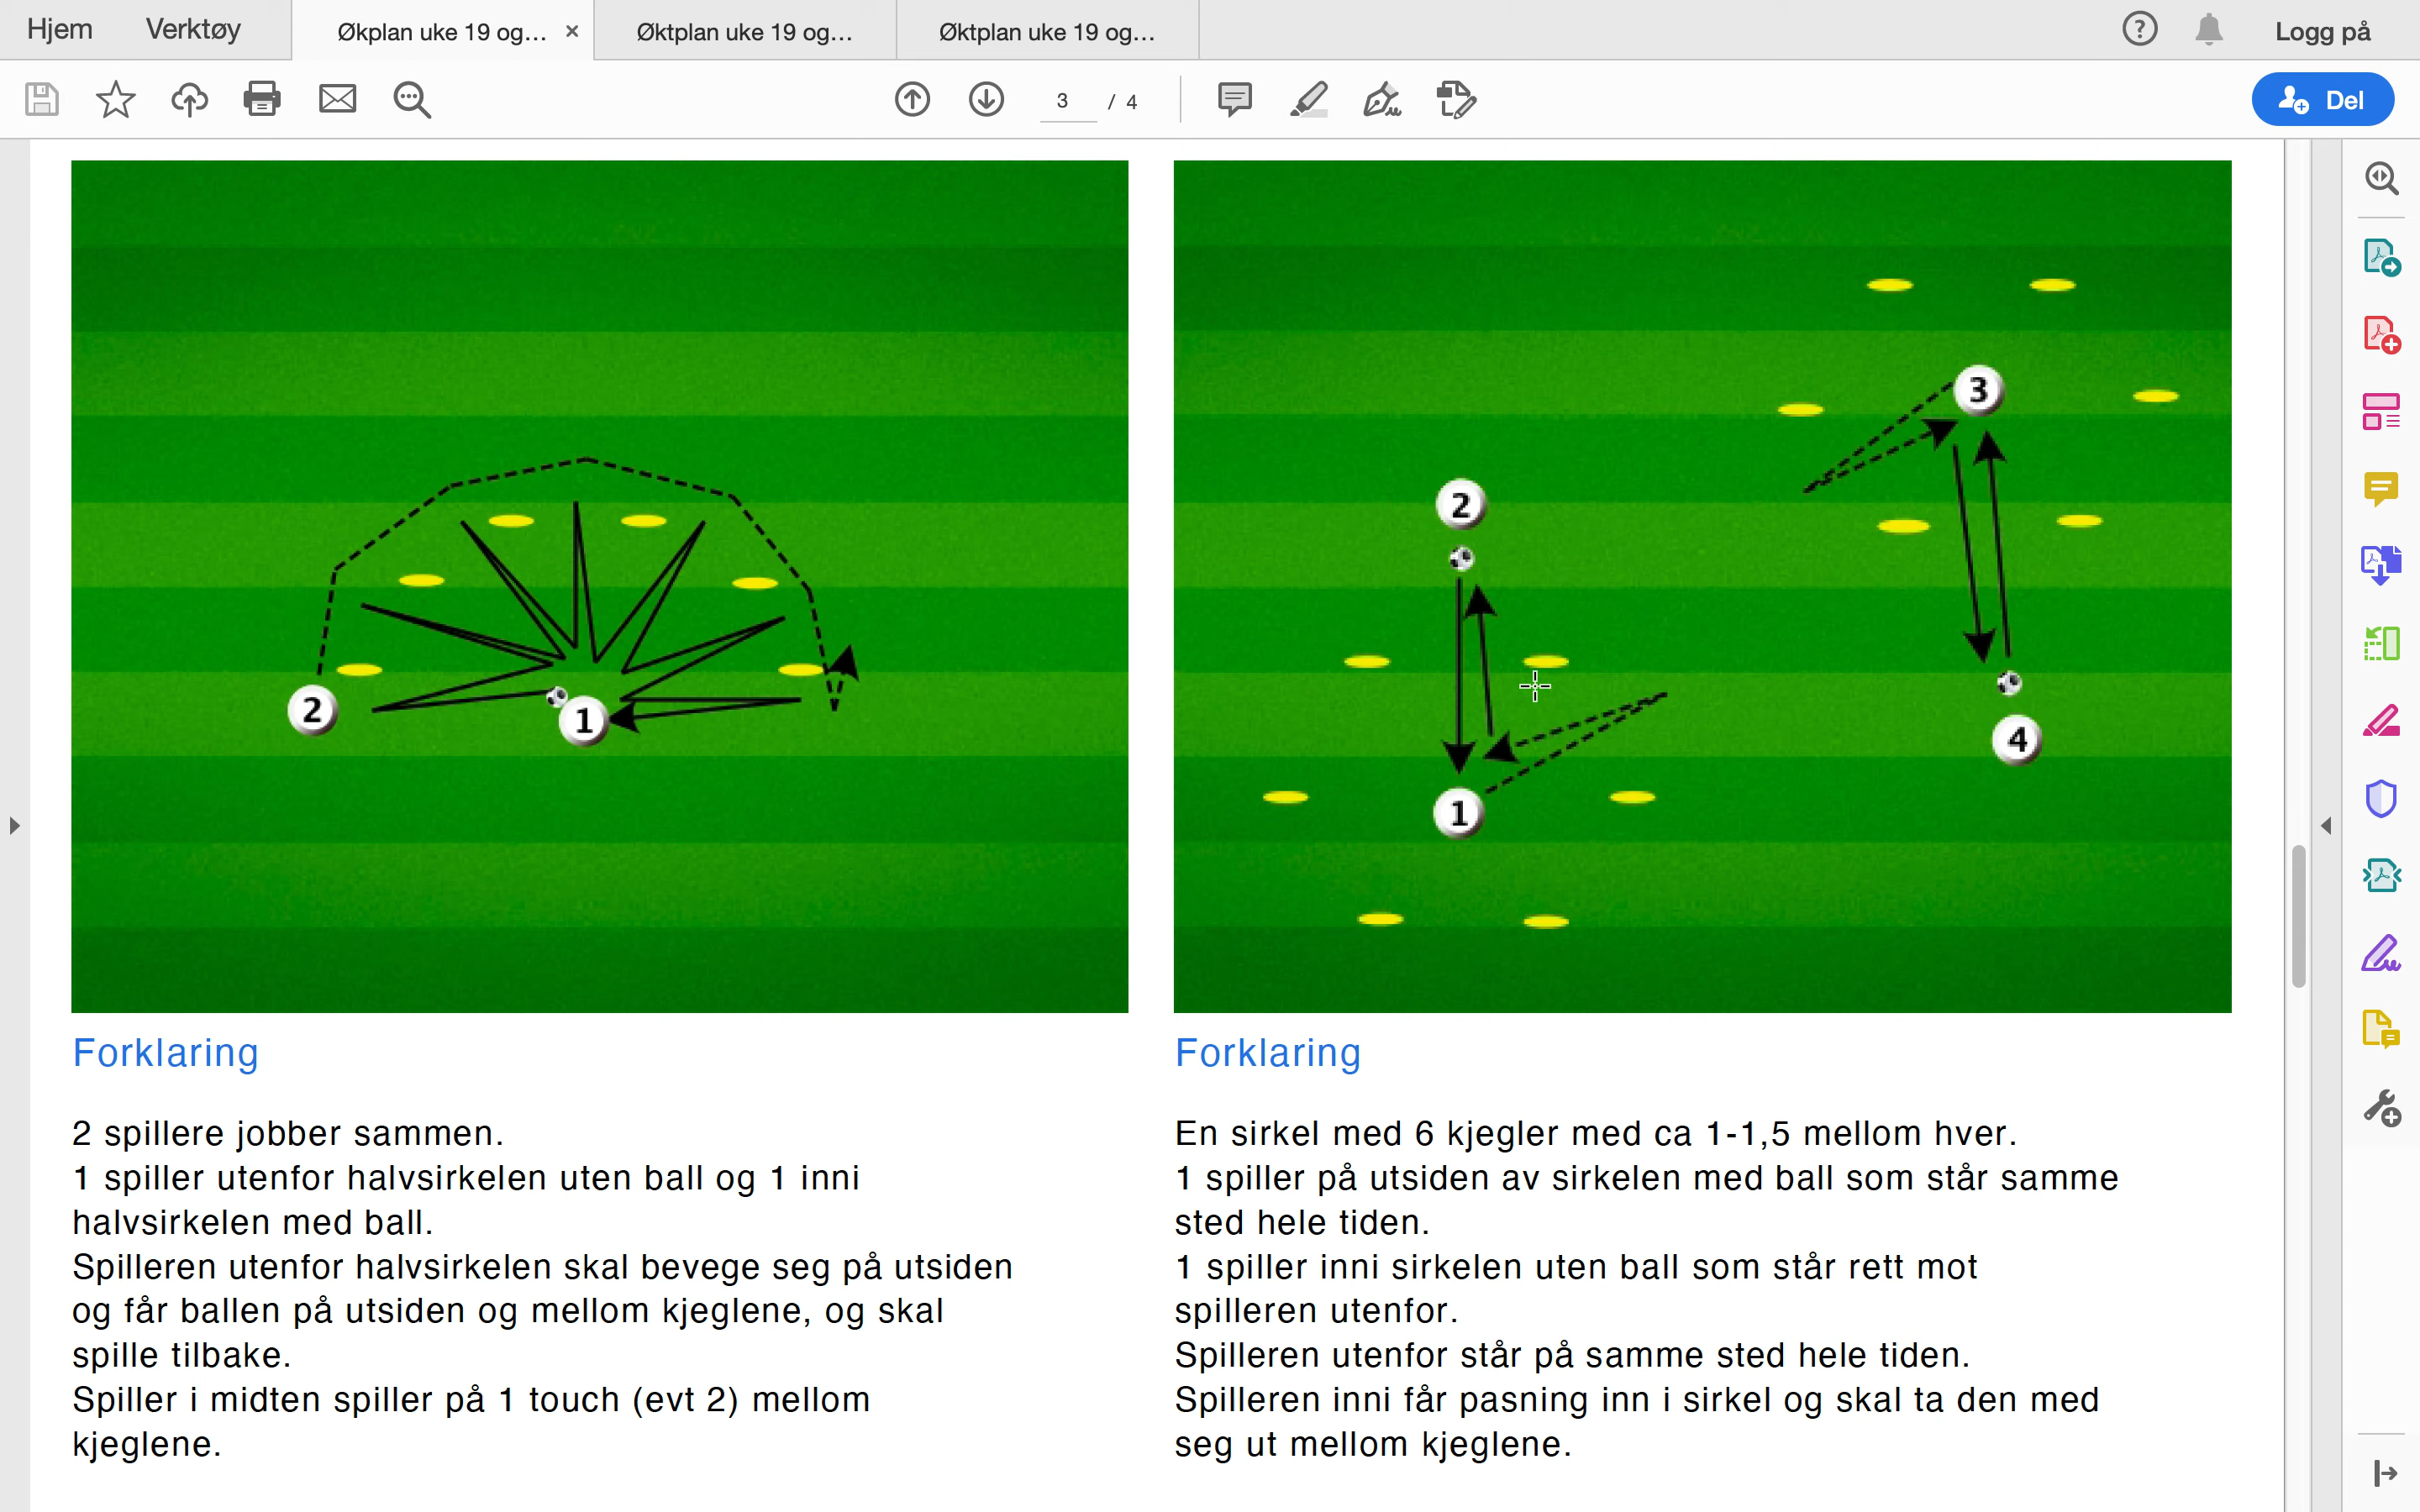 Hjem
Verktøy
Økplan uke 19 og...
Øktplan uke 19 og...
Øktplan uke 19 og...
Logg på
3 / 4
Del
2
1
2
1
3
4
Forklaring
2 spillere jobber sammen.
1 spiller utenfor halvsirkelen uten ball og 1 inni
halvsirkelen med ball.
Spilleren utenfor halvsirkelen skal bevege seg på utsiden
og får ballen på utsiden og mellom kjeglene, og skal
spille tilbake.
Spiller i midten spiller på 1 touch (evt 2) mellom
kjeglene.
Forklaring
En sirkel med 6 kjegler med ca 1-1,5 mellom hver.
1 spiller på utsiden av sirkelen med ball som står samme
sted hele tiden.
1 spiller inni sirkelen uten ball som står rett mot
spilleren utenfor.
Spilleren utenfor står på samme sted hele tiden.
Spilleren inni får pasning inn i sirkel og skal ta den med
seg ut mellom kjeglene.